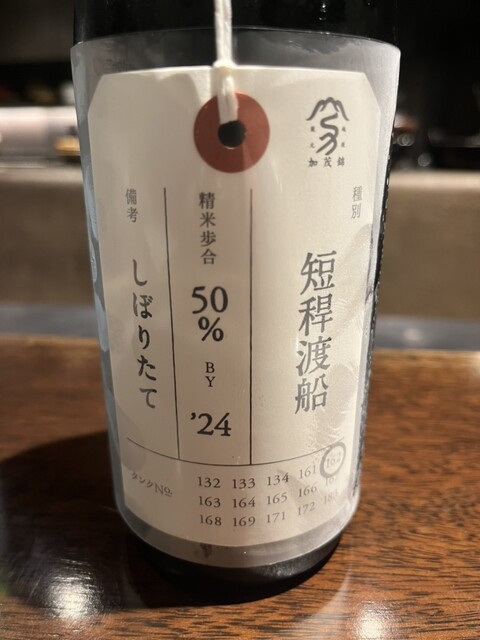 加茂錦
種別
短稈渡船
精米歩合
50
%
BY
'24
備考
しぼりたて
タンクNo.
132 133 134 161 162
163 164 165 166
168 169 171 172